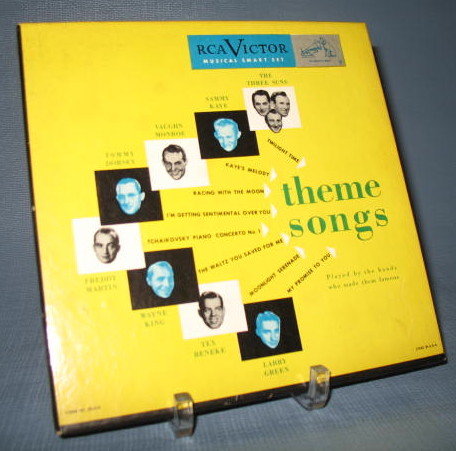 RCA VICTOR
MUSICAL SMART SET
THE
THREE SUNS
SAMMY
KAYE
VAUGHN
MONROE
TOMMY
DORSEY
FREDDY
MARTIN
WAYNE
KING
TEX
BENEKE
LARRY
GREEN
TWILIGHT TIME
KAYE'S MELODY
RACING WITH THE MOON
I'M GETTING SENTIMENTAL OVER YOU
TCHAIKOVSKY PIANO CONCERTO No. 1
THE WALTZ YOU SAVED FOR ME
MOONLIGHT SERENADE
MY PROMISE TO YOU
theme
songs
Played by the bands
who made them famous